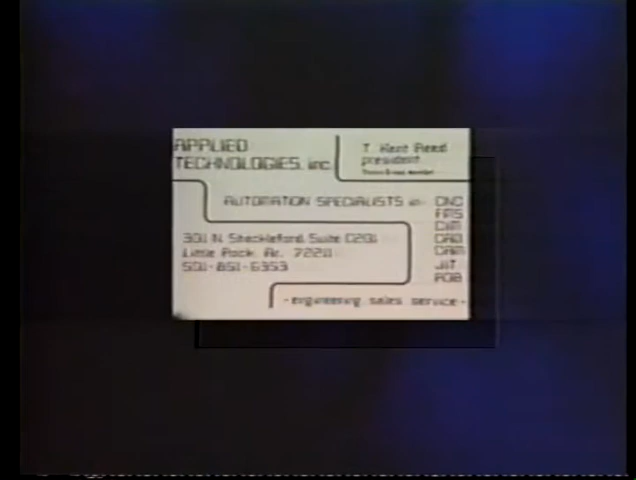 APPLIED
TECHNOLOGIES, inc.
T. Kent Reed
president
AUTOMATION SPECIALISTS in- CNC
FMS
CIM
CAD
CAM
JIT
ROB
301 N. Shackleford, Suite C201
Little Rock, Ar. 72211
501-851-6353
- engineering, sales, service -